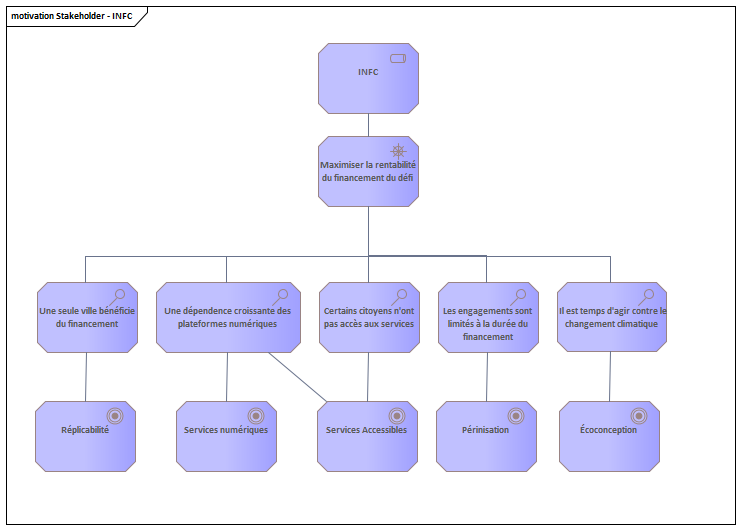 motivation Stakeholder - INFC
INFC
Maximiser la rentabilité
du financement du défi
Une seule ville bénéficie
du financement
Une dépendance croissante des
plateformes numériques
Certains citoyens n'ont
pas accès aux services
Les engagements sont
limités à la durée du
financement
Il est temps d'agir contre le
changement climatique
Réplicabilité
Services numériques
Services Accessibles
Périnisation
Écoconception